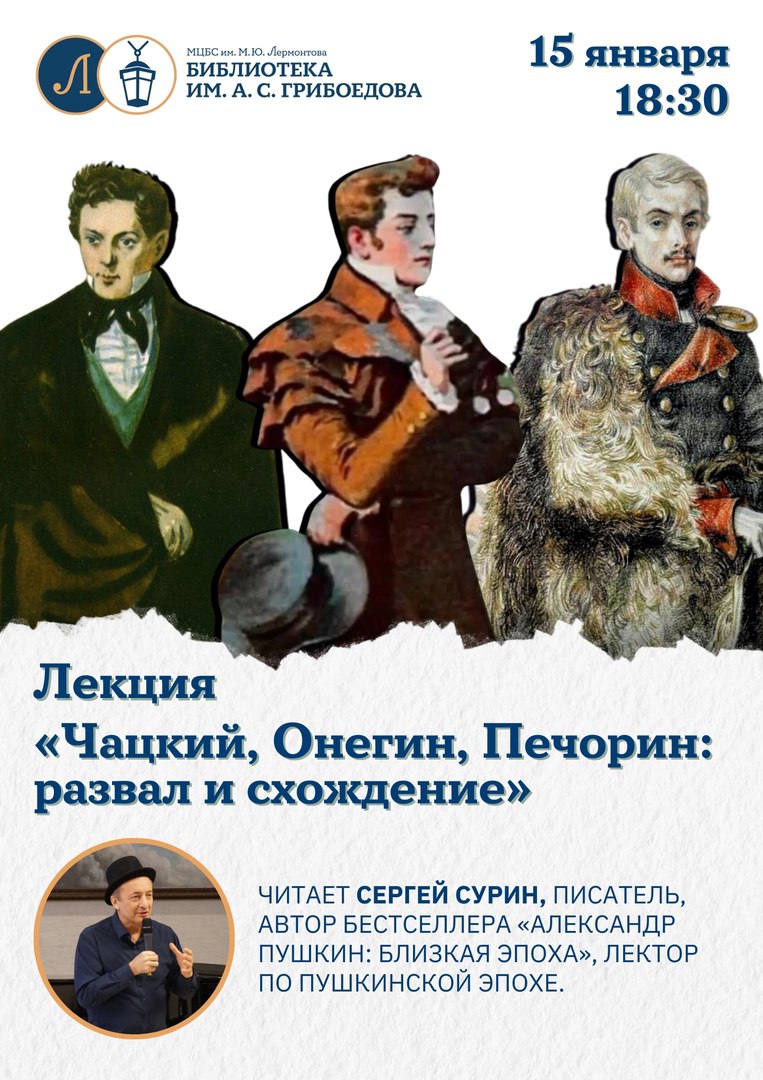 Л
МЦБС им. М.Ю. Лермонтова
БИБЛИОТЕКА
ИМ. А. С. ГРИБОЕДОВА
15 января
18:30
Лекция
«Чацкий, Онегин, Печорин:
развал и схождение»
ЧИТАЕТ СЕРГЕЙ СУРИН, ПИСАТЕЛЬ,
АВТОР БЕСТСЕЛЛЕРА «АЛЕКСАНДР
ПУШКИН: БЛИЗКАЯ ЭПОХА», ЛЕКТОР
ПО ПУШКИНСКОЙ ЭПОХЕ.